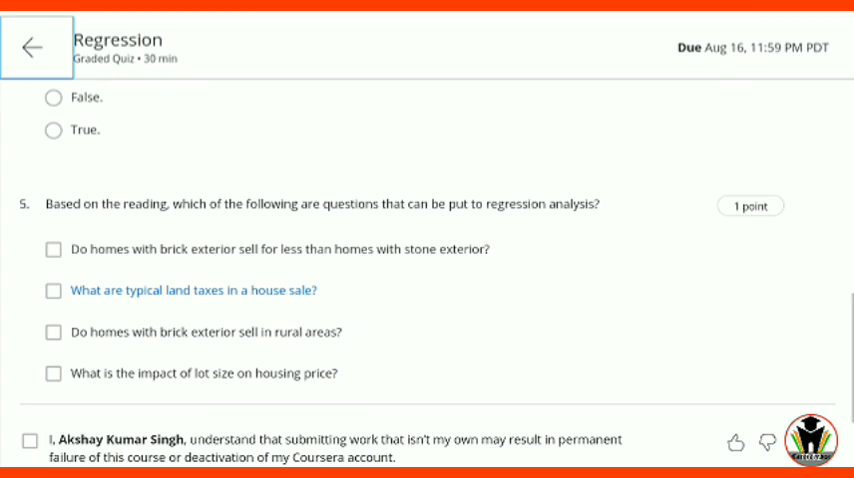 Regression
Graded Quiz • 30 min
Due Aug 16, 11:59 PM PDT
False.
True.
5. Based on the reading, which of the following are questions that can be put to regression analysis?
1 point
Do homes with brick exterior sell for less than homes with stone exterior?
What are typical land taxes in a house sale?
Do homes with brick exterior sell in rural areas?
What is the impact of lot size on housing price?
I, Akshay Kumar Singh, understand that submitting work that isn't my own may result in permanent
failure of this course or deactivation of my Coursera account.